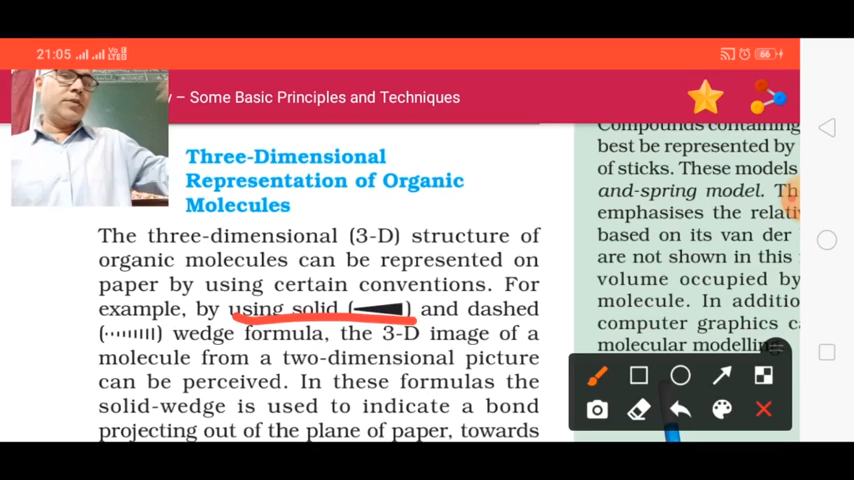 21:05
66
y – Some Basic Principles and Techniques
Three-Dimensional
Representation of Organic
Molecules
The three-dimensional (3-D) structure of
organic molecules can be represented on
paper by using certain conventions. For
example, by using solid ( ) and dashed
( ) wedge formula, the 3-D image of a
molecule from a two-dimensional picture
can be perceived. In these formulas the
solid-wedge is used to indicate a bond
projecting out of the plane of paper, towards
Compounds containing
best be represented by
of sticks. These models
and-spring model. Th
emphasises the relati
based on its van der
are not shown in this
volume occupied by
molecule. In additio
computer graphics ca
molecular modelling